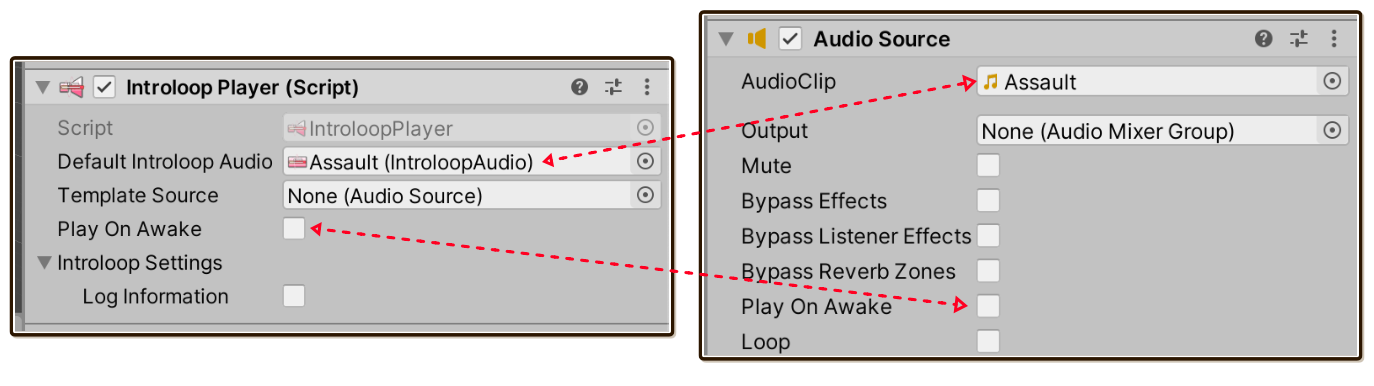 Introloop Player (Script)
Script
IntroloopPlayer
Default Introloop Audio
Assault (IntroloopAudio)
Template Source
None (Audio Source)
Play On Awake
Introloop Settings
Log Information
Audio Source
AudioClip
Assault
Output
None (Audio Mixer Group)
Mute
Bypass Effects
Bypass Listener Effects
Bypass Reverb Zones
Play On Awake
Loop